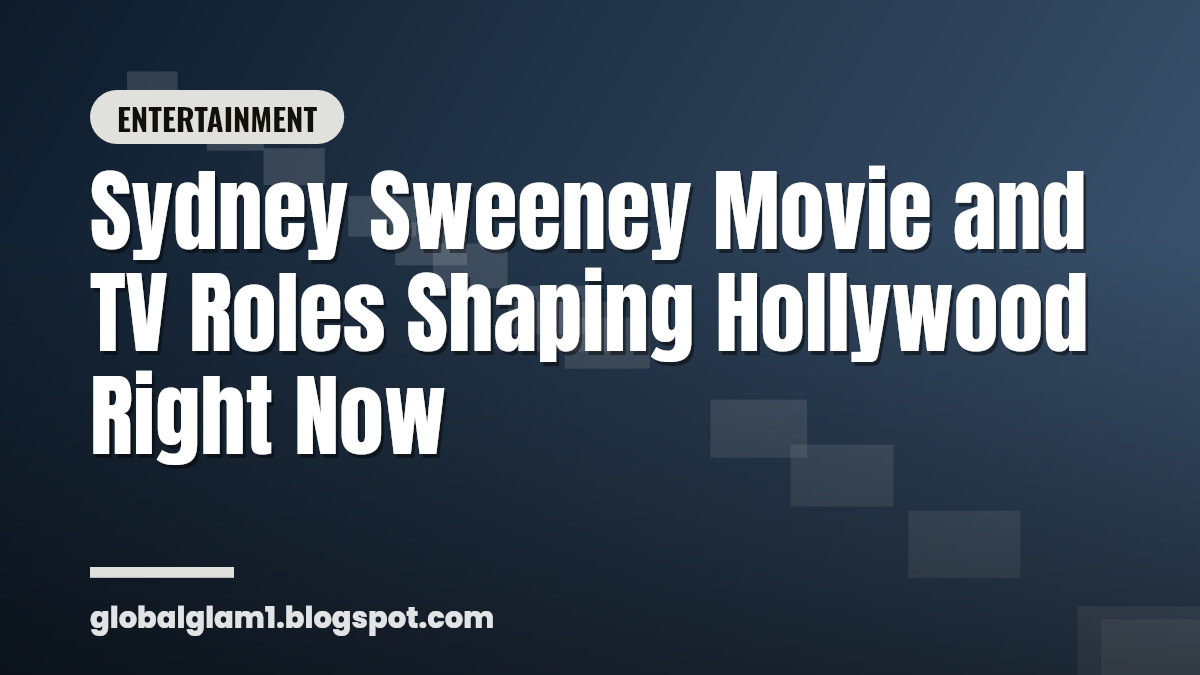 ENTERTAINMENT
Sydney Sweeney Movie and
TV Roles Shaping Hollywood
Right Now
globalglam1.blogspot.com